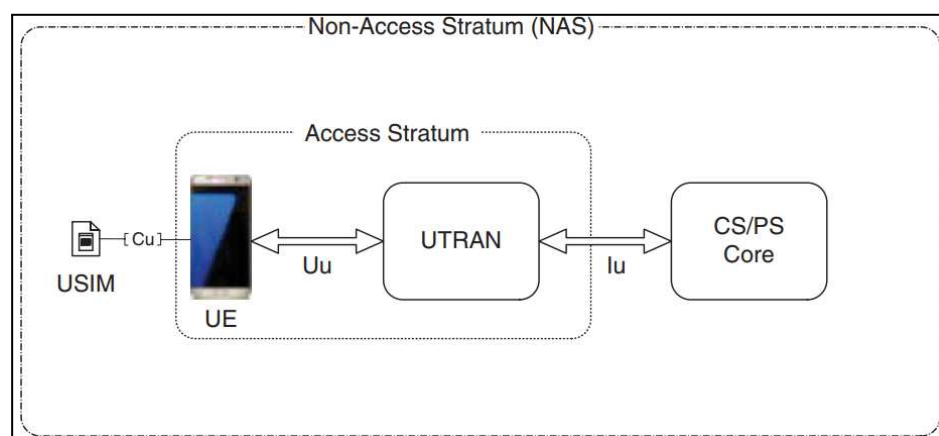 Non-Access Stratum (NAS)
Access Stratum
Cu
USIM
UE
Uu
UTRAN
Iu
CS/PS
Core